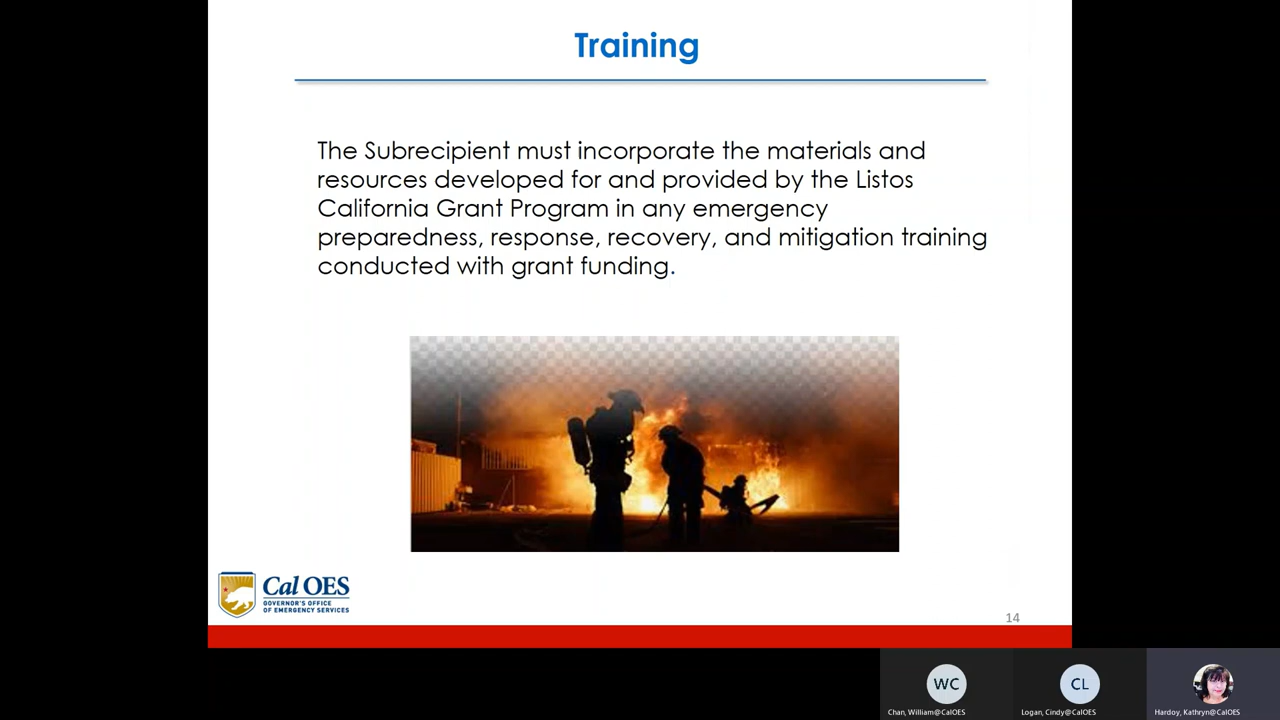 Training
The Subrecipient must incorporate the materials and
resources developed for and provided by the Listos
California Grant Program in any emergency
preparedness, response, recovery, and mitigation training
conducted with grant funding.
Cal OES
GOVERNOR'S OFFICE
OF EMERGENCY SERVICES
14
WC
CL
Chan, William@CalOES
Logan, Cindy@CalOES
Hardoy, Kathryn@CalOES